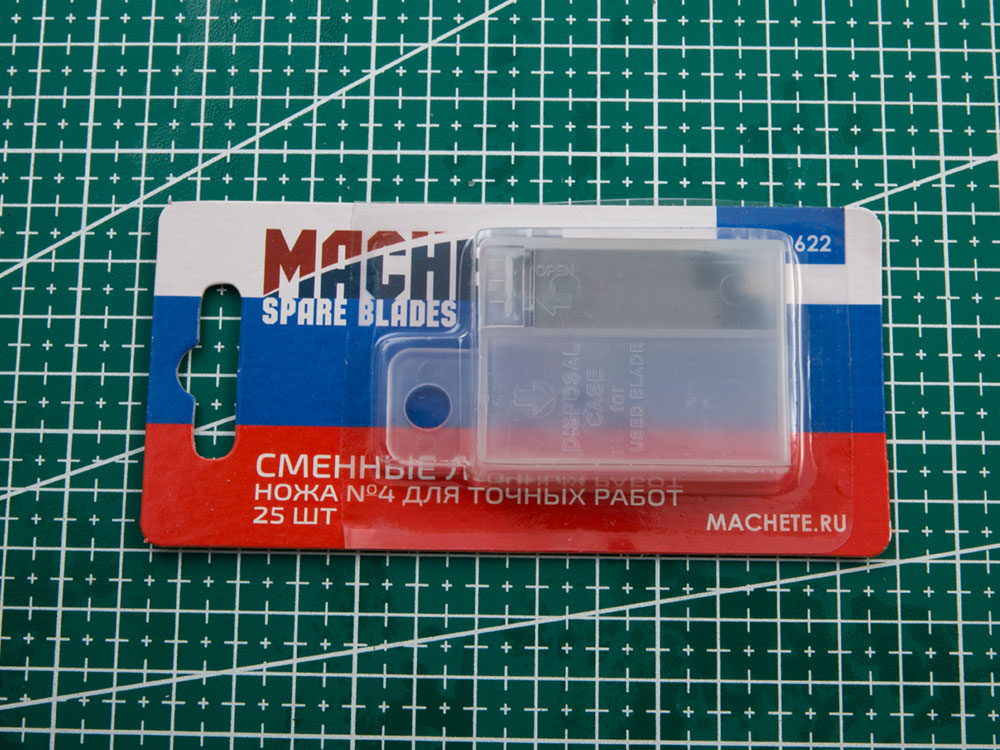 MACH
622
SPARE BLADES
OPEN
DISPOSAL
CASE
for
USED BLADE
СМЕННЫЕ
НОЖА №4 ДЛЯ ТОЧНЫХ РАБОТ
25 ШТ
MACHETE.RU